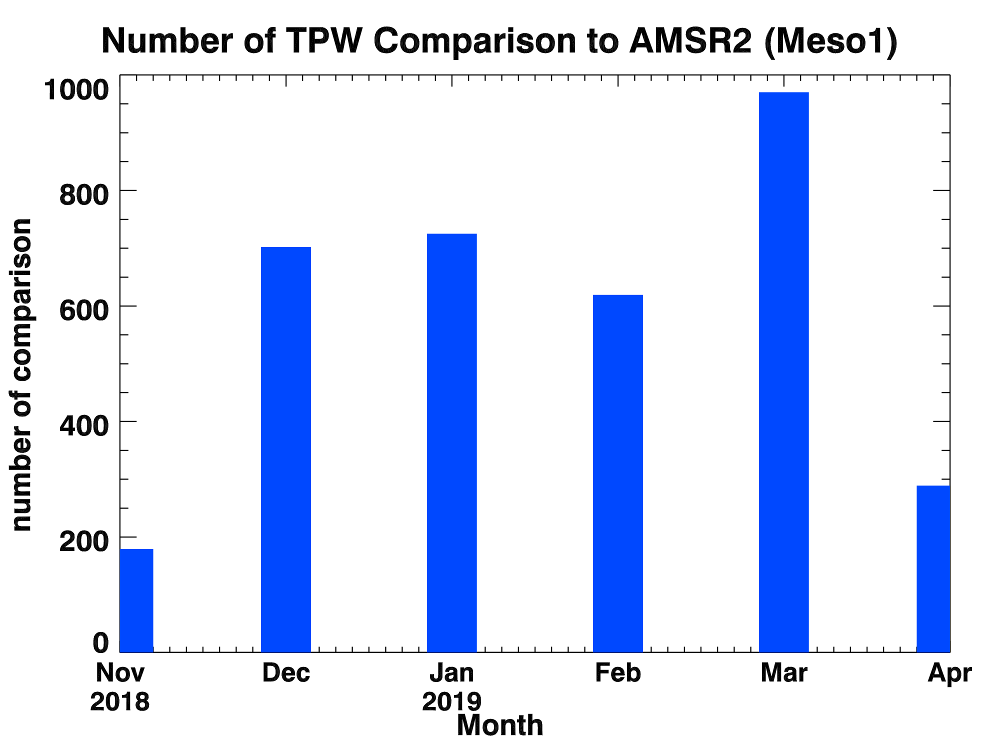 Number of TPW Comparison to AMSR2 (Meso1)
1000
800
600
400
200
0
number of comparison
Nov Dec Jan Feb Mar Apr
2018 2019
Month